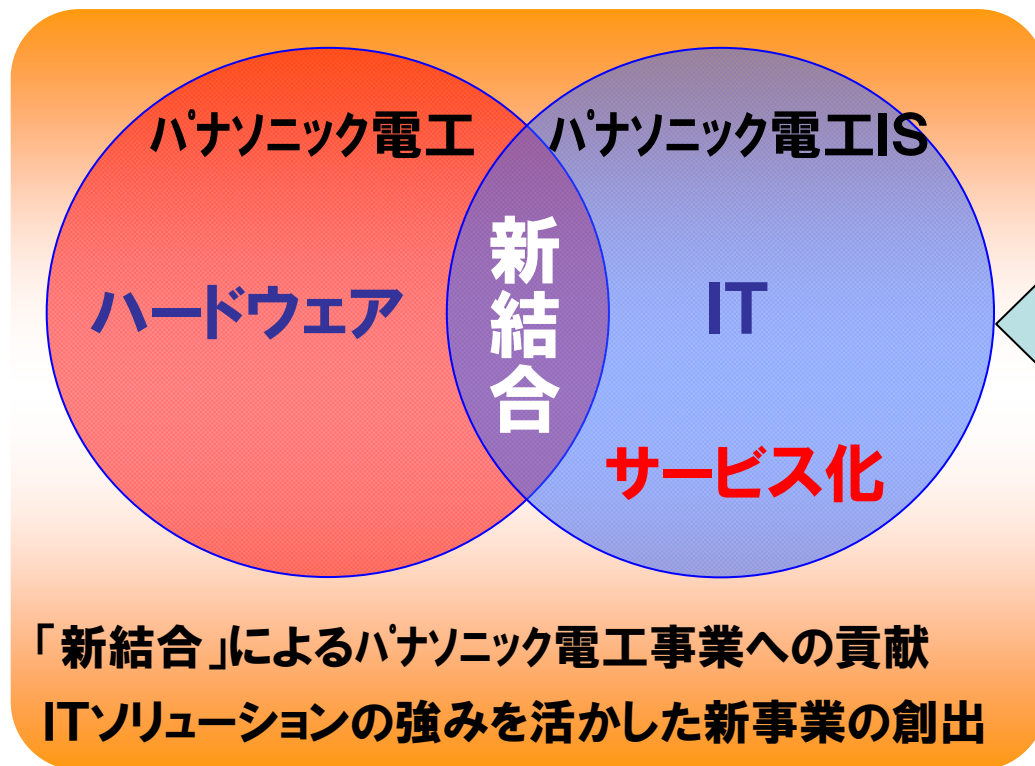 パナソニック電工
パナソニック電工IS
新結合
ハードウェア
IT
サービス化
「新結合」によるパナソニック電工事業への貢献
ITソリューションの強みを活かした新事業の創出